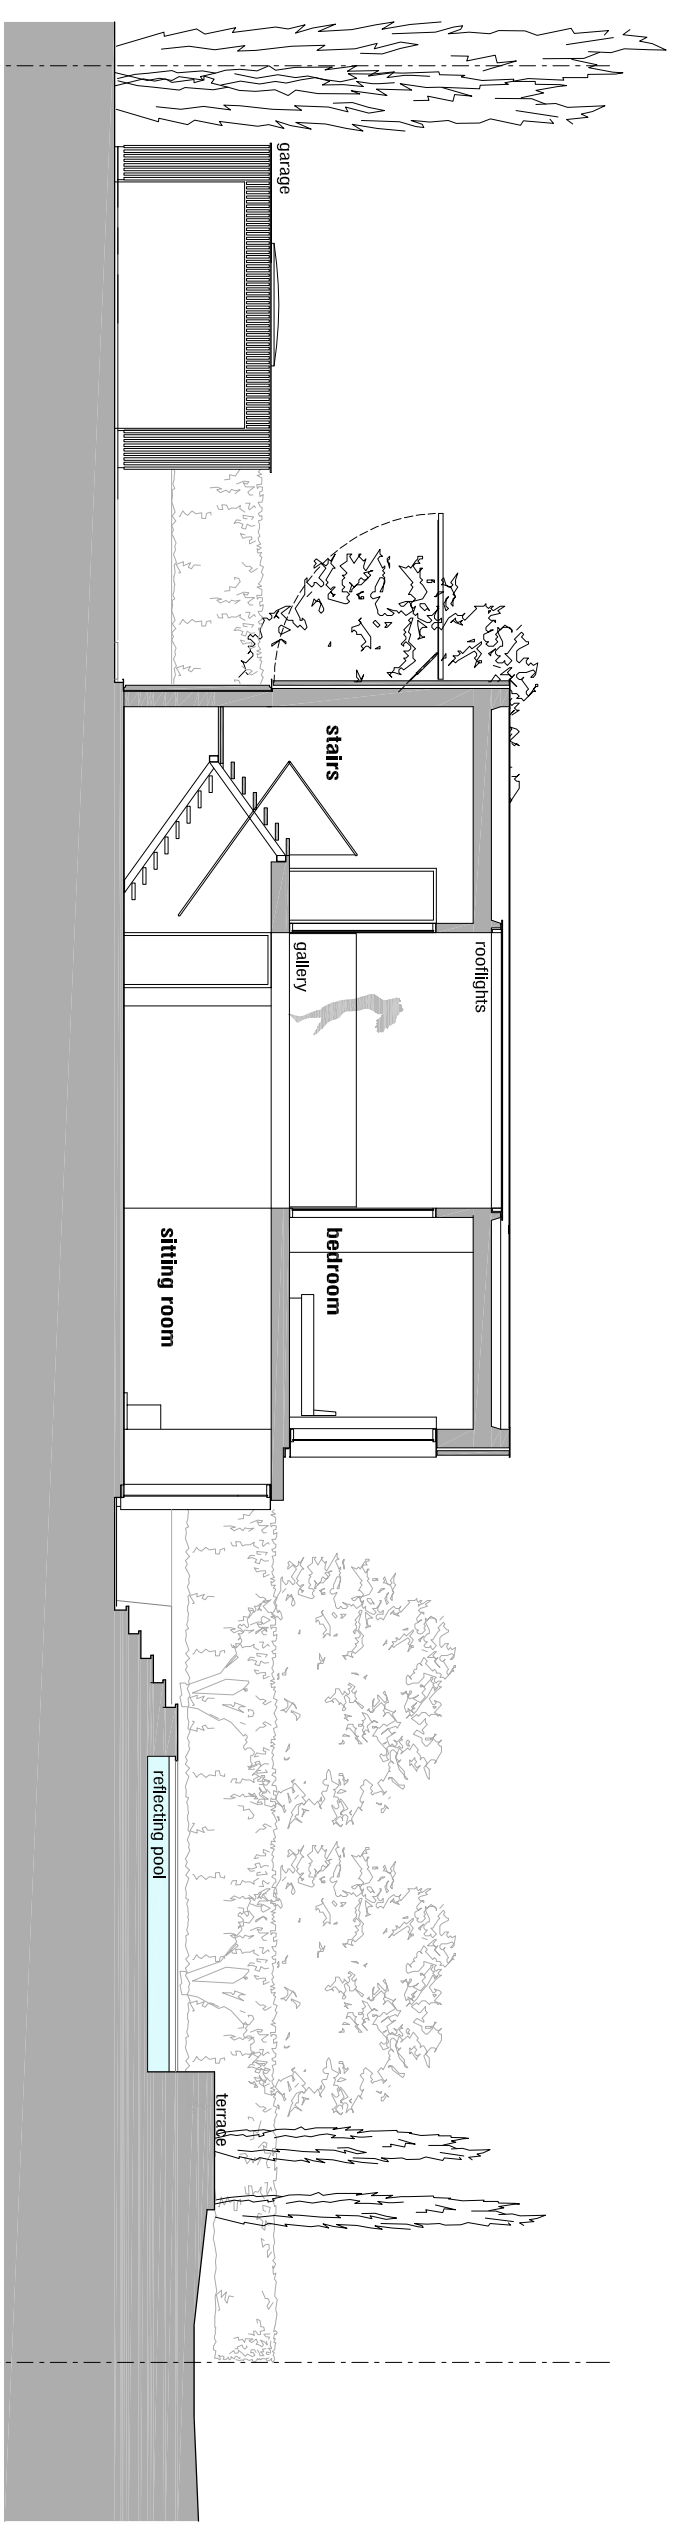 garage
stairs
rooflights
gallery
bedroom
sitting room
reflecting pool
terrace